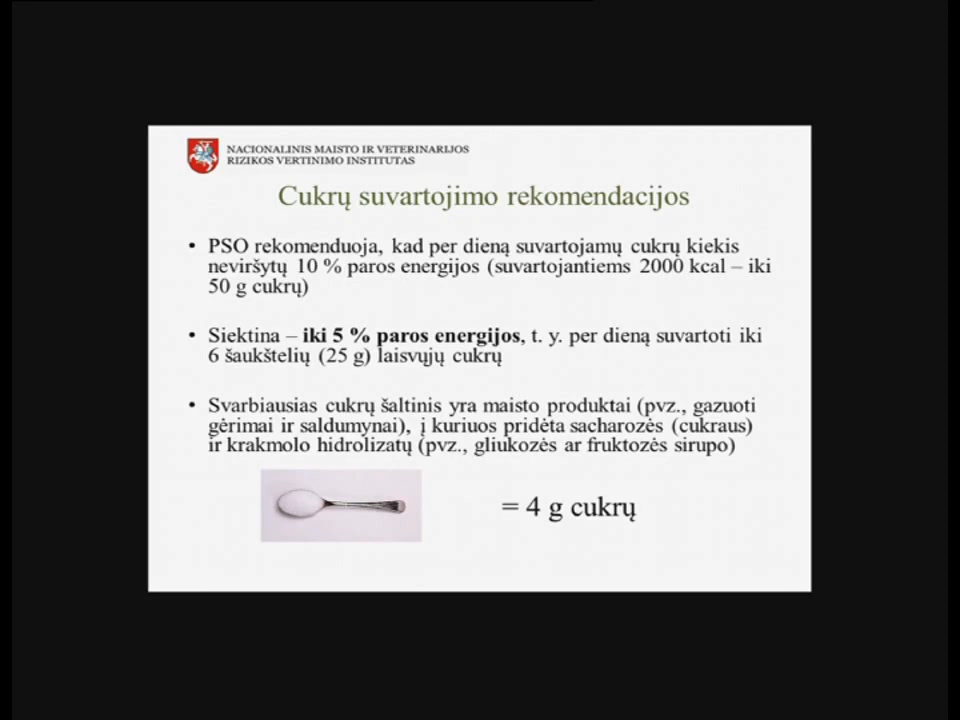 NACIONALINIS MAISTO IR VETERINARIJOS
RIZIKOS VERTINIMO INSTITUTAS
Cukrų suvartojimo rekomendacijos
• PSO rekomenduoja, kad per dieną suvartojamų cukrų kiekis
neviršytų 10 % paros energijos (suvartojantiems 2000 kcal – iki
50 g cukrų)
• Siektina – iki 5 % paros energijos, t. y. per dieną suvartoti iki
6 šaukštelių (25 g) laisvųjų cukrų
• Svarbiausias cukrų šaltinis yra maisto produktai (pvz., gazuoti
gėrimai ir saldumynai), į kuriuos pridėta sacharozės (cukraus)
ir krakmolo hidrolizatų (pvz., gliukozės ar fruktozės sirupo)
= 4 g cukrų